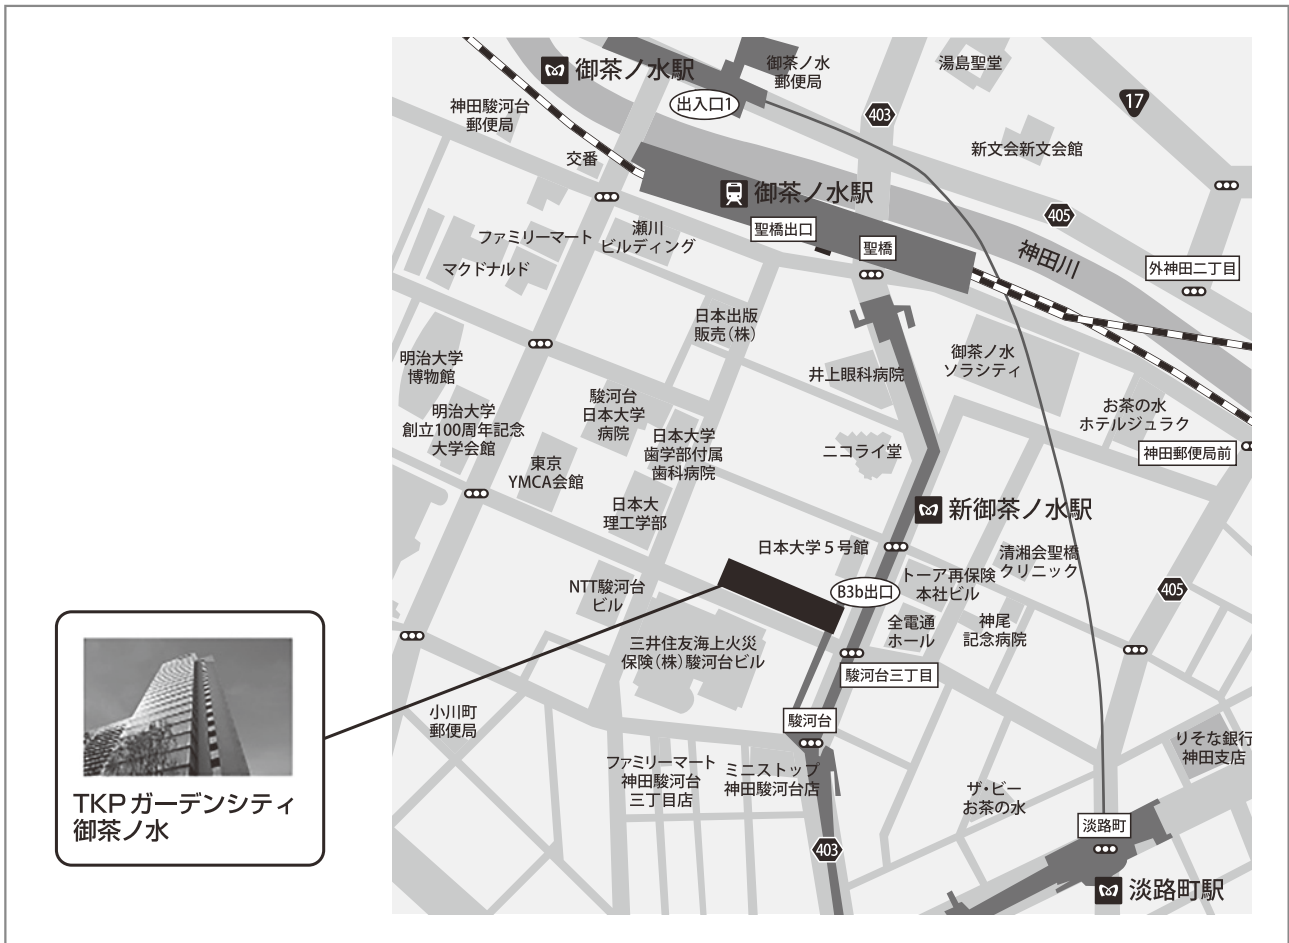 御茶ノ水駅
御茶ノ水
郵便局
湯島聖堂
出入口1
17
403
神田駿河台
郵便局
新文会新文会館
交番
御茶ノ水駅
405
聖橋出口
聖橋
神田川
瀬川
ビルディング
ファミリーマート
マクドナルド
外神田二丁目
日本出版
販売(株)
明治大学
博物館
井上眼科病院
御茶ノ水
ソラシティ
駿河台
日本大学
病院
お茶の水
ホテルジュラク
明治大学
創立100周年記念
大学会館
日本大学
歯学部付属
歯科病院
ニコライ堂
神田郵便局前
東京
YMCA会館
日本大
理工学部
新御茶ノ水駅
日本大学5号館
清湘会聖橋
クリニック
トーア再保険
本社ビル
B3b出口
405
NTT駿河台
ビル
全電通
ホール
神尾
記念病院
三井住友海上火災
保険(株)駿河台ビル
駿河台三丁目
小川町
郵便局
駿河台
りそな銀行
神田支店
ファミリーマート
神田駿河台
三丁目店
ミニストップ
神田駿河台店
ザ・ビー
お茶の水
淡路町
403
淡路町駅
TKPガーデンシティ
御茶ノ水